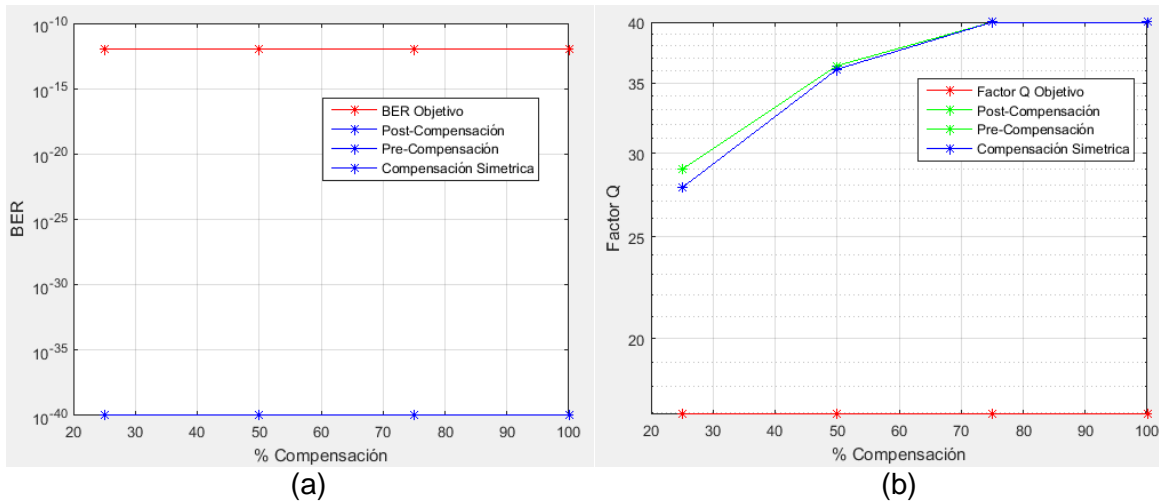 10^-10
10^-15
10^-20
10^-25
10^-30
10^-35
10^-40
BER
20 30 40 50 60 70 80 90 100
% Compensación
BER Objetivo
Post-Compensación
Pre-Compensación
Compensación Simetrica
(a)
40
35
30
25
20
Factor Q
20 30 40 50 60 70 80 90 100
% Compensación
Factor Q Objetivo
Post-Compensación
Pre-Compensación
Compensación Simetrica
(b)